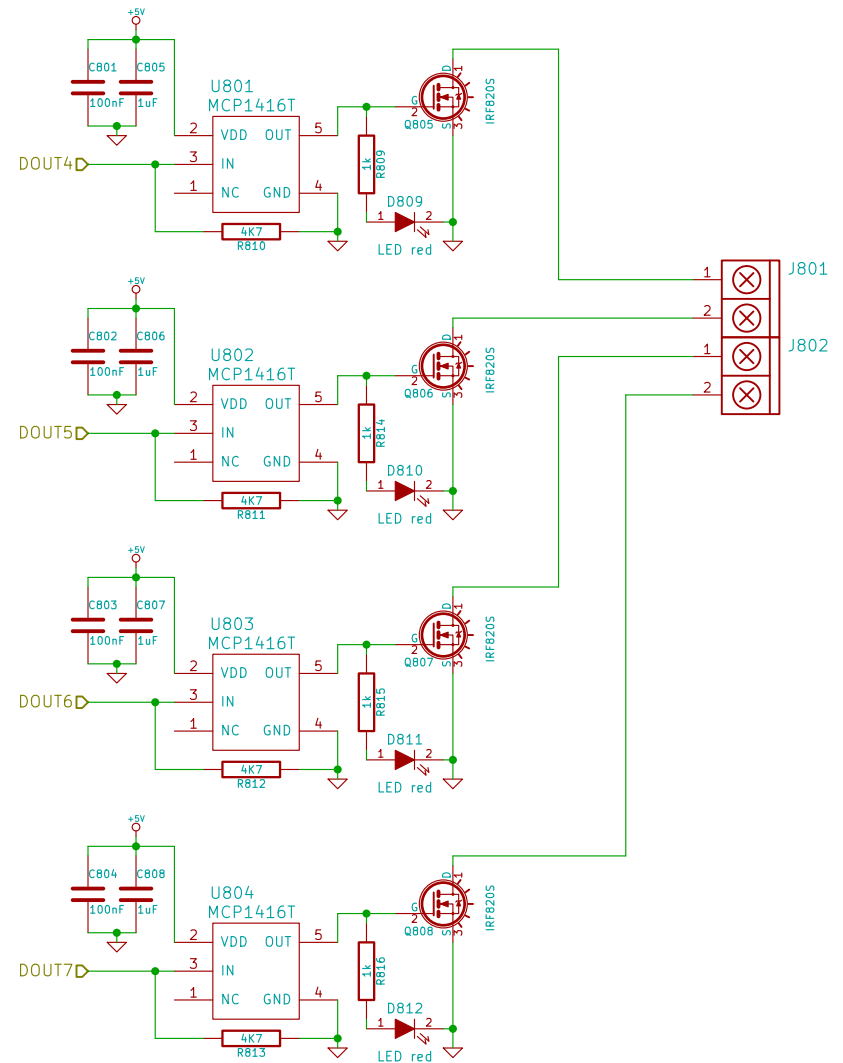 +5V
C801 C805
100nF 1uF
U801
MCP1416T
2 VDD OUT 5
3 IN
1 NC GND 4
DOUT4
4K7
R810
1k
R809
D809
1 2
LED red
G
2
Q805
D
1
S
3
IRF820S
1 J801
2
1 J802
2
+5V
C802 C806
100nF 1uF
U802
MCP1416T
2 VDD OUT 5
3 IN
1 NC GND 4
DOUT5
4K7
R811
1k
R814
D810
1 2
LED red
G
2
Q806
D
1
S
3
IRF820S
+5V
C803 C807
100nF 1uF
U803
MCP1416T
2 VDD OUT 5
3 IN
1 NC GND 4
DOUT6
4K7
R812
1k
R815
D811
1 2
LED red
G
2
Q807
D
1
S
3
IRF820S
+5V
C804 C808
100nF 1uF
U804
MCP1416T
2 VDD OUT 5
3 IN
1 NC GND 4
DOUT7
4K7
R813
1k
R816
D812
1 2
LED red
G
2
Q808
D
1
S
3
IRF820S